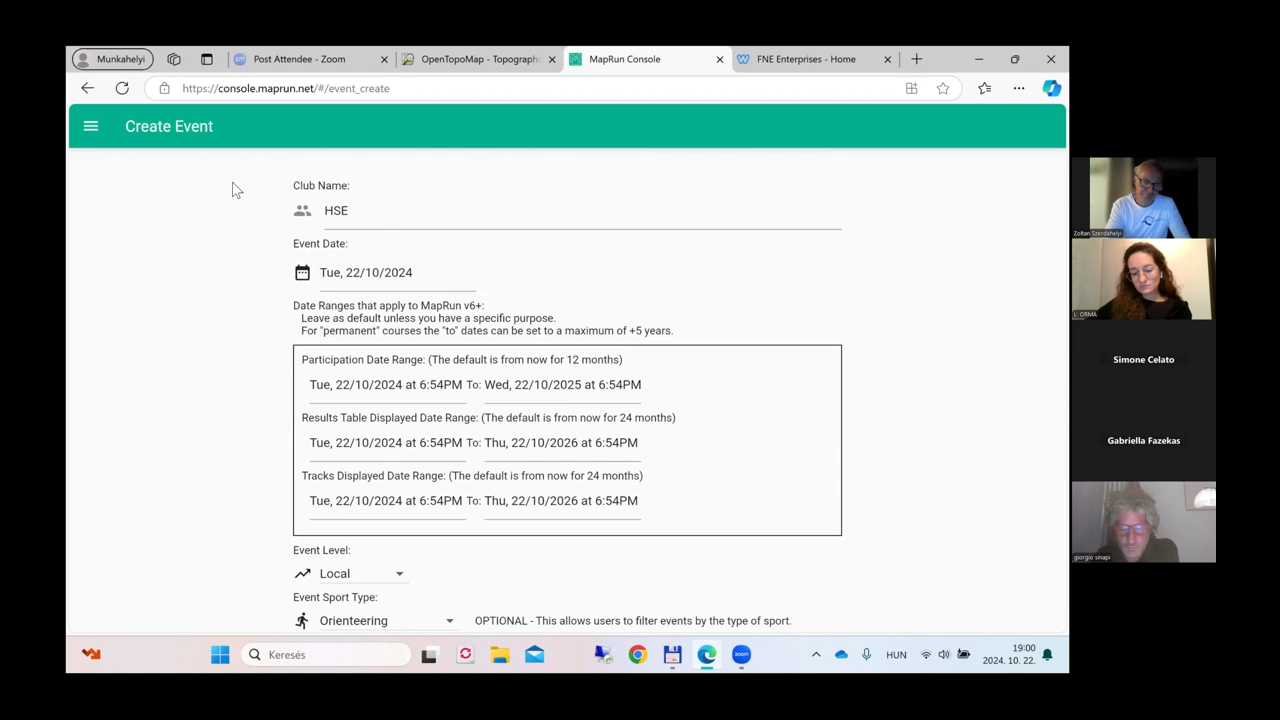 Munkahelyi
Post Attendee - Zoom
OpenTopoMap - Topograph
MapRun Console
FNE Enterprises - Home
https://console.maprun.net/#/event_create
Create Event
Club Name:
HSE
Event Date:
Tue, 22/10/2024
Date Ranges that apply to MapRun v6+:
Leave as default unless you have a specific purpose.
For "permanent" courses the "to" dates can be set to a maximum of +5 years.
Participation Date Range: (The default is from now for 12 months)
Tue, 22/10/2024 at 6:54PM To: Wed, 22/10/2025 at 6:54PM
Results Table Displayed Date Range: (The default is from now for 24 months)
Tue, 22/10/2024 at 6:54PM To: Thu, 22/10/2026 at 6:54PM
Tracks Displayed Date Range: (The default is from now for 24 months)
Tue, 22/10/2024 at 6:54PM To: Thu, 22/10/2026 at 6:54PM
Event Level:
Local
Event Sport Type:
Orienteering
OPTIONAL - This allows users to filter events by the type of sport.
Zoltan Szerdahelyi
L' ORMA
Simone Celato
Gabriella Fazekas
giorgio sinapi
Keresés
zoom
HUN
19:00
2024. 10. 22.